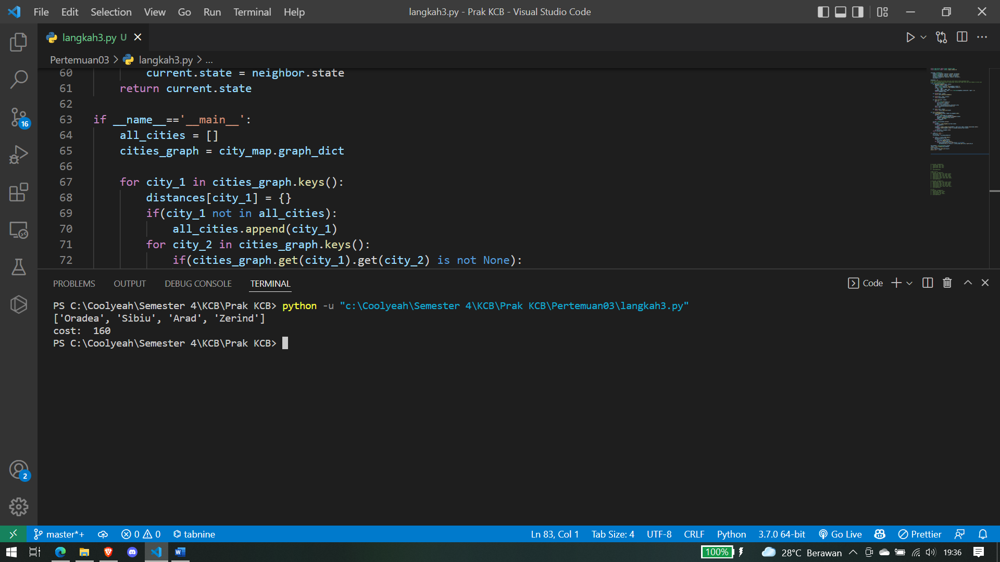 File Edit Selection View Go Run Terminal Help langkah3.py - Prak KCB - Visual Studio Code
langkah3.py U
Pertemuan03 > langkah3.py > ...
60 current.state = neighbor.state
61 return current.state
62
63 if __name__=='__main__':
64 all_cities = []
65 cities_graph = city_map.graph_dict
66
67 for city_1 in cities_graph.keys():
68 distances[city_1] = {}
69 if(city_1 not in all_cities):
70 all_cities.append(city_1)
71 for city_2 in cities_graph.keys():
72 if(cities_graph.get(city_1).get(city_2) is not None):
16
PROBLEMS OUTPUT DEBUG CONSOLE TERMINAL Code
PS C:\Coolyeah\Semester 4\KCB\Prak KCB> python -u "c:\Coolyeah\Semester 4\KCB\Prak KCB\Pertemuan03\langkah3.py"
['Oradea', 'Sibiu', 'Arad', 'Zerind']
cost:  160
PS C:\Coolyeah\Semester 4\KCB\Prak KCB>
2
master*+ 0 0 tabnine Ln 83, Col 1 Tab Size: 4 UTF-8 CRLF Python 3.7.0 64-bit Go Live Prettier
100% 28°C Berawan 19:36